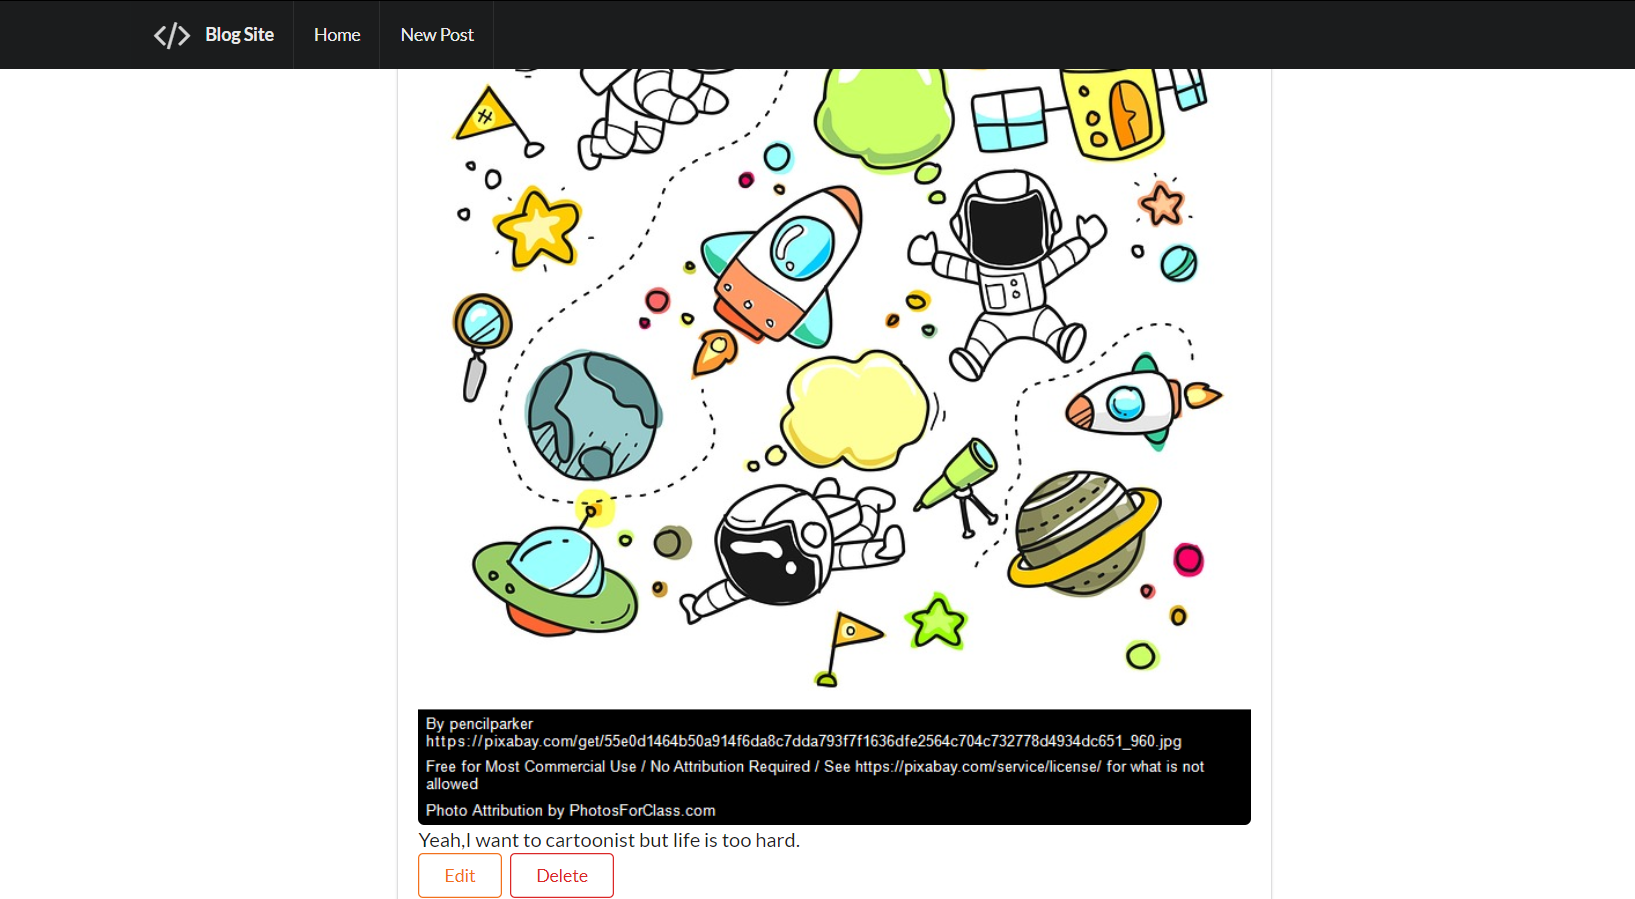 </> Blog Site Home New Post
#
By pencilparker
https://pixabay.com/get/55e0d1464b50a914f6da8c7dda793f7f1636dfe2564c704c732778d4934dc651_960.jpg
Free for Most Commercial Use / No Attribution Required / See https://pixabay.com/service/license/ for what is not
allowed
Photo Attribution by PhotosForClass.com
Yeah,I want to cartoonist but life is too hard.
Edit Delete